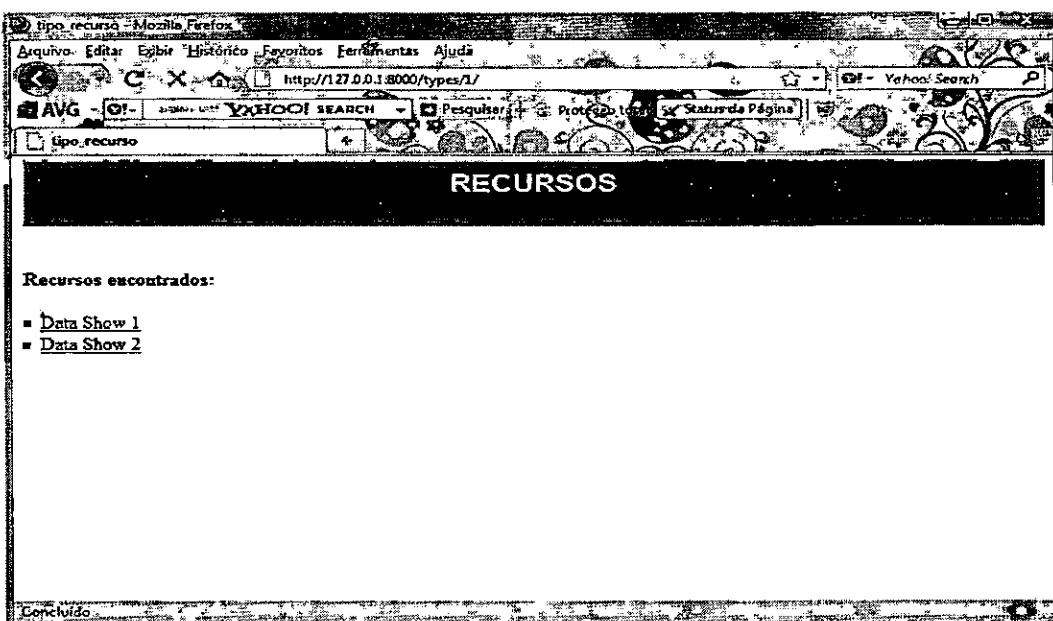 tipo_recurso - Mozilla Firefox
Arquivo Editar Exibir Histórico Favoritos Ferramentas Ajuda
http://127.0.0.1:8000/types/1/
Yahoo! Search
AVG YAHOO! SEARCH Pesquisar Status da Página
tipo_recurso
RECURSOS
Recursos encontrados:
Data Show 1
Data Show 2
Concluído